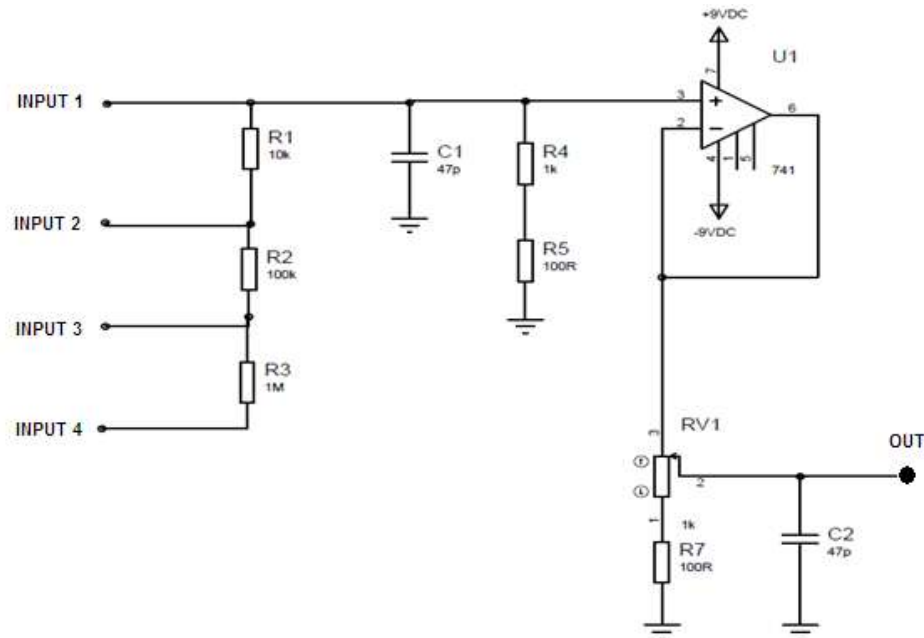 +9VDC
U1
7
INPUT 1
3
6
2
R1
10k
C1
47p
R4
1k
4
1
5
741
INPUT 2
-9VDC
R2
100k
R5
100R
INPUT 3
R3
1M
INPUT 4
RV1
3
OUT
2
1
1k
R7
100R
C2
47p